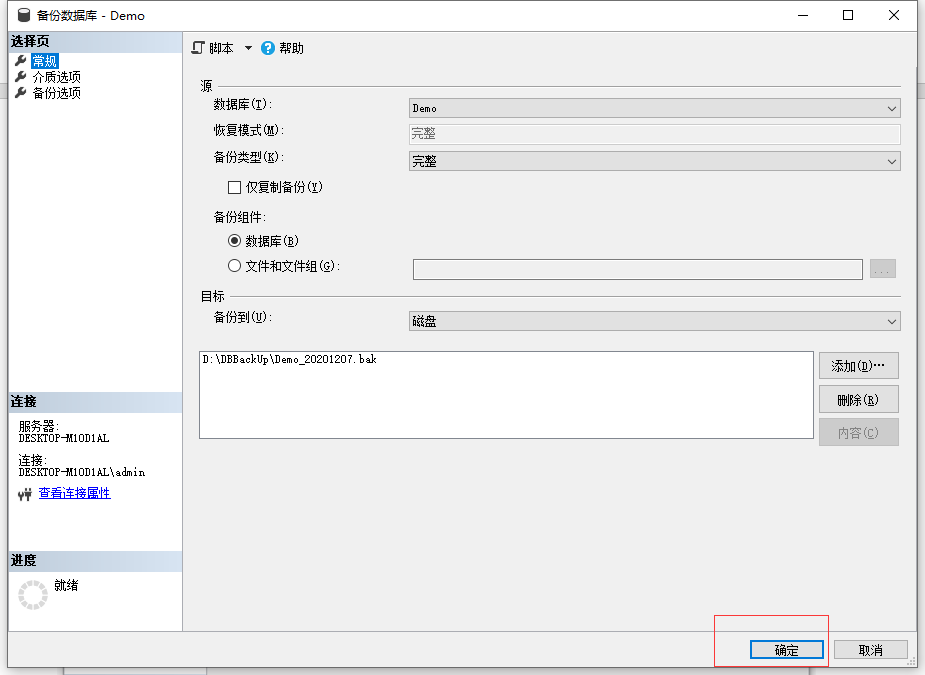 备份数据库 - Demo
选择页
常规
介质选项
备份选项
脚本
帮助
源
数据库(T):
Demo
恢复模式(M):
完整
备份类型(K):
完整
仅复制备份(Y)
备份组件:
数据库(B)
文件和文件组(G):
...
目标
备份到(U):
磁盘
D:\DBBackUp\Demo_20201207.bak
添加(D)…
删除(R)
内容(C)
连接
服务器:
DESKTOP-M10D1AL
连接:
DESKTOP-M10D1AL\admin
查看连接属性
进度
就绪
确定
取消